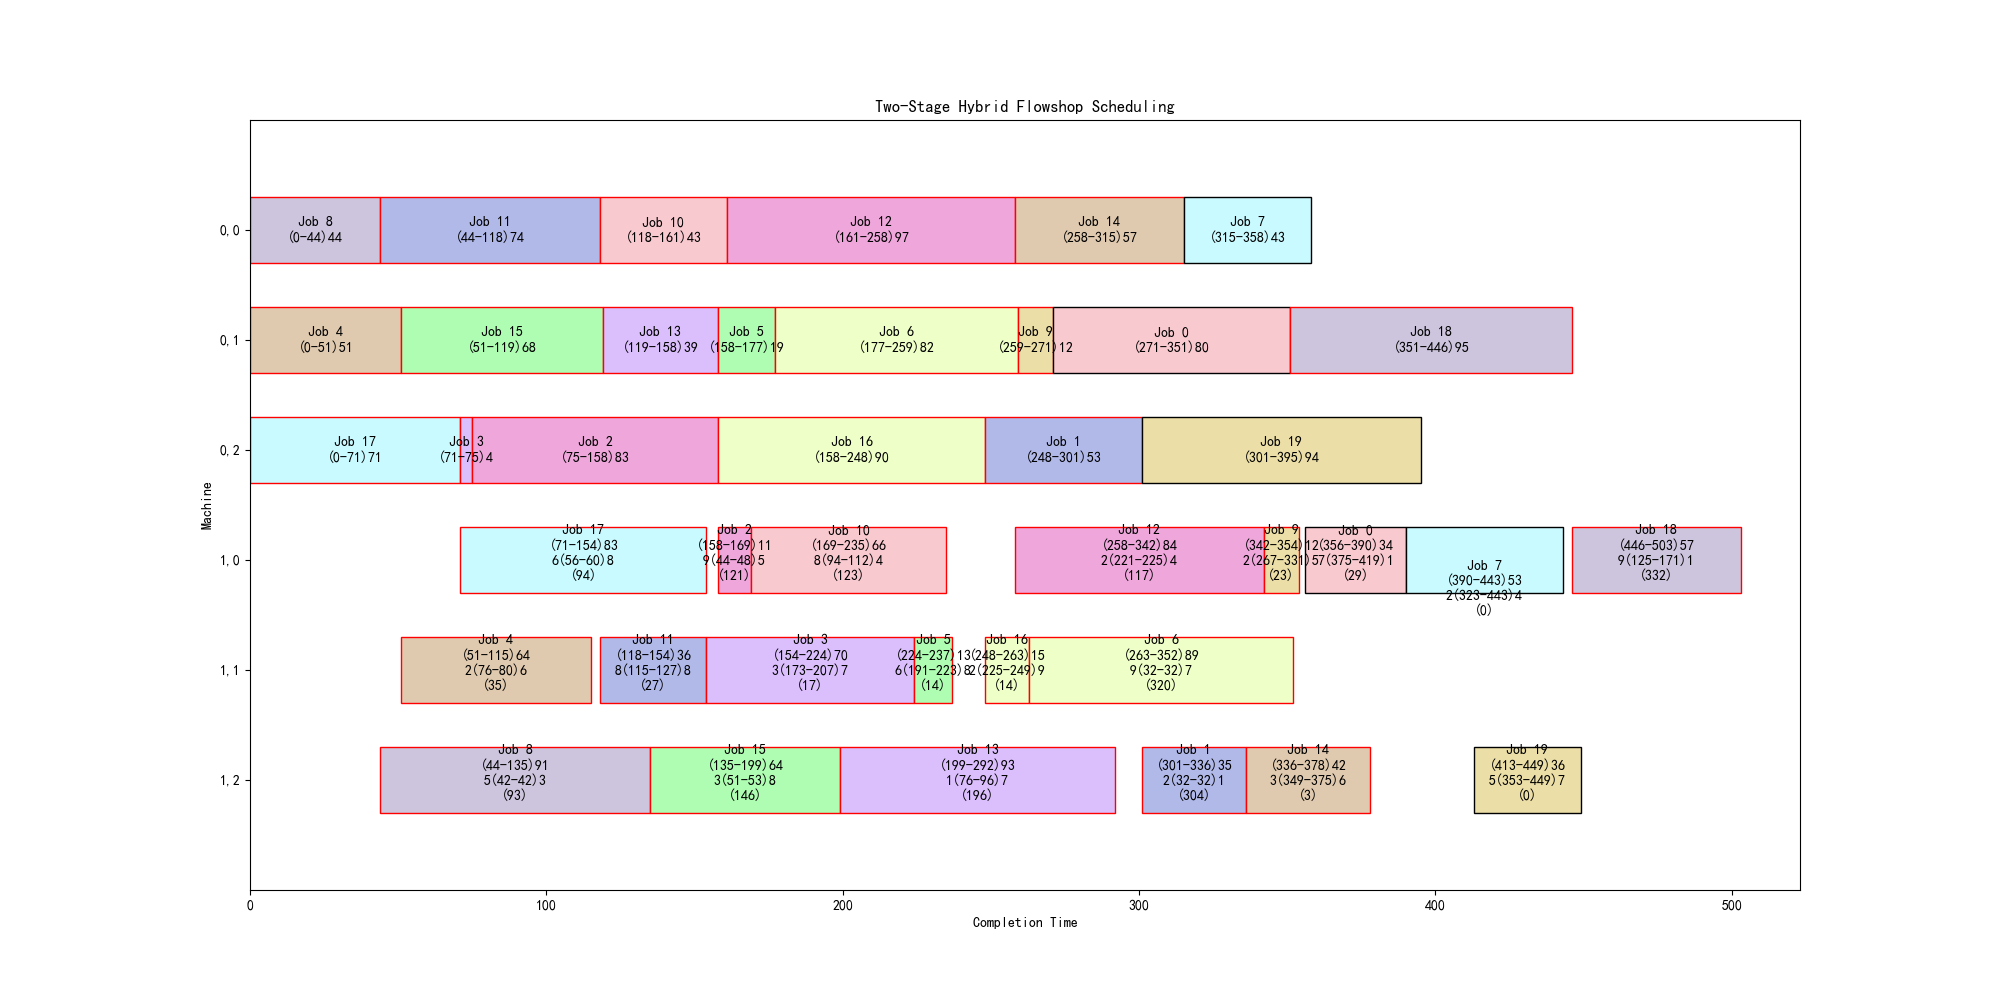 Two-Stage Hybrid Flowshop Scheduling
Machine
0,0
Job 8
(0-44)44
Job 11
(44-118)74
Job 10
(118-161)43
Job 12
(161-258)97
Job 14
(258-315)57
Job 7
(315-358)43
0,1
Job 4
(0-51)51
Job 15
(51-119)68
Job 13
(119-158)39
Job 5
(158-177)19
Job 6
(177-259)82
Job 9
(259-271)12
Job 0
(271-351)80
Job 18
(351-446)95
0,2
Job 17
(0-71)71
Job 3
(71-75)4
Job 2
(75-158)83
Job 16
(158-248)90
Job 1
(248-301)53
Job 19
(301-395)94
1,0
Job 17
(71-154)83
6(56-60)8
(94)
Job 2
(158-169)11
9(44-48)5
(121)
Job 10
(169-235)66
8(94-112)4
(123)
Job 12
(258-342)84
2(221-225)4
(117)
Job 9
(342-354)12
2(267-331)5
(23)
Job 0
(356-390)34
7(375-419)1
(29)
Job 7
(390-443)53
2(323-443)4
(0)
Job 18
(446-503)57
9(125-171)1
(332)
1,1
Job 4
(51-115)64
2(76-80)6
(35)
Job 11
(118-154)36
8(115-127)8
(27)
Job 3
(154-224)70
3(173-207)7
(17)
Job 5
(224-237)13
6(191-223)8
(14)
Job 16
(248-263)15
2(225-249)9
(14)
Job 6
(263-352)89
9(32-32)7
(320)
1,2
Job 8
(44-135)91
5(42-42)3
(93)
Job 15
(135-199)64
3(51-53)8
(146)
Job 13
(199-292)93
1(76-96)7
(196)
Job 1
(301-336)35
2(32-32)1
(304)
Job 14
(336-378)42
3(349-375)6
(3)
Job 19
(413-449)36
5(353-449)7
(0)
0
100
200
300
400
500
Completion Time